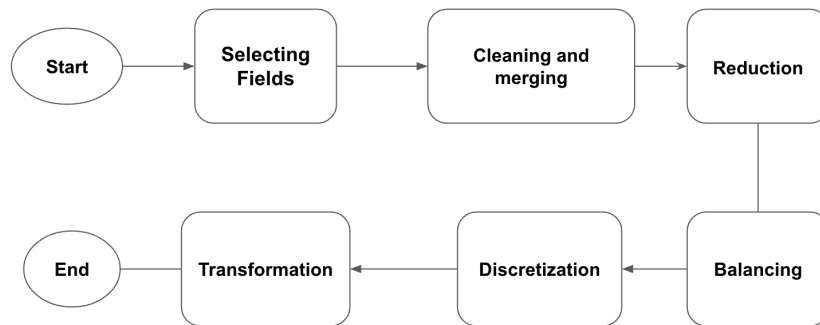 Start
Selecting
Fields
Cleaning and
merging
Reduction
Balancing
Discretization
Transformation
End